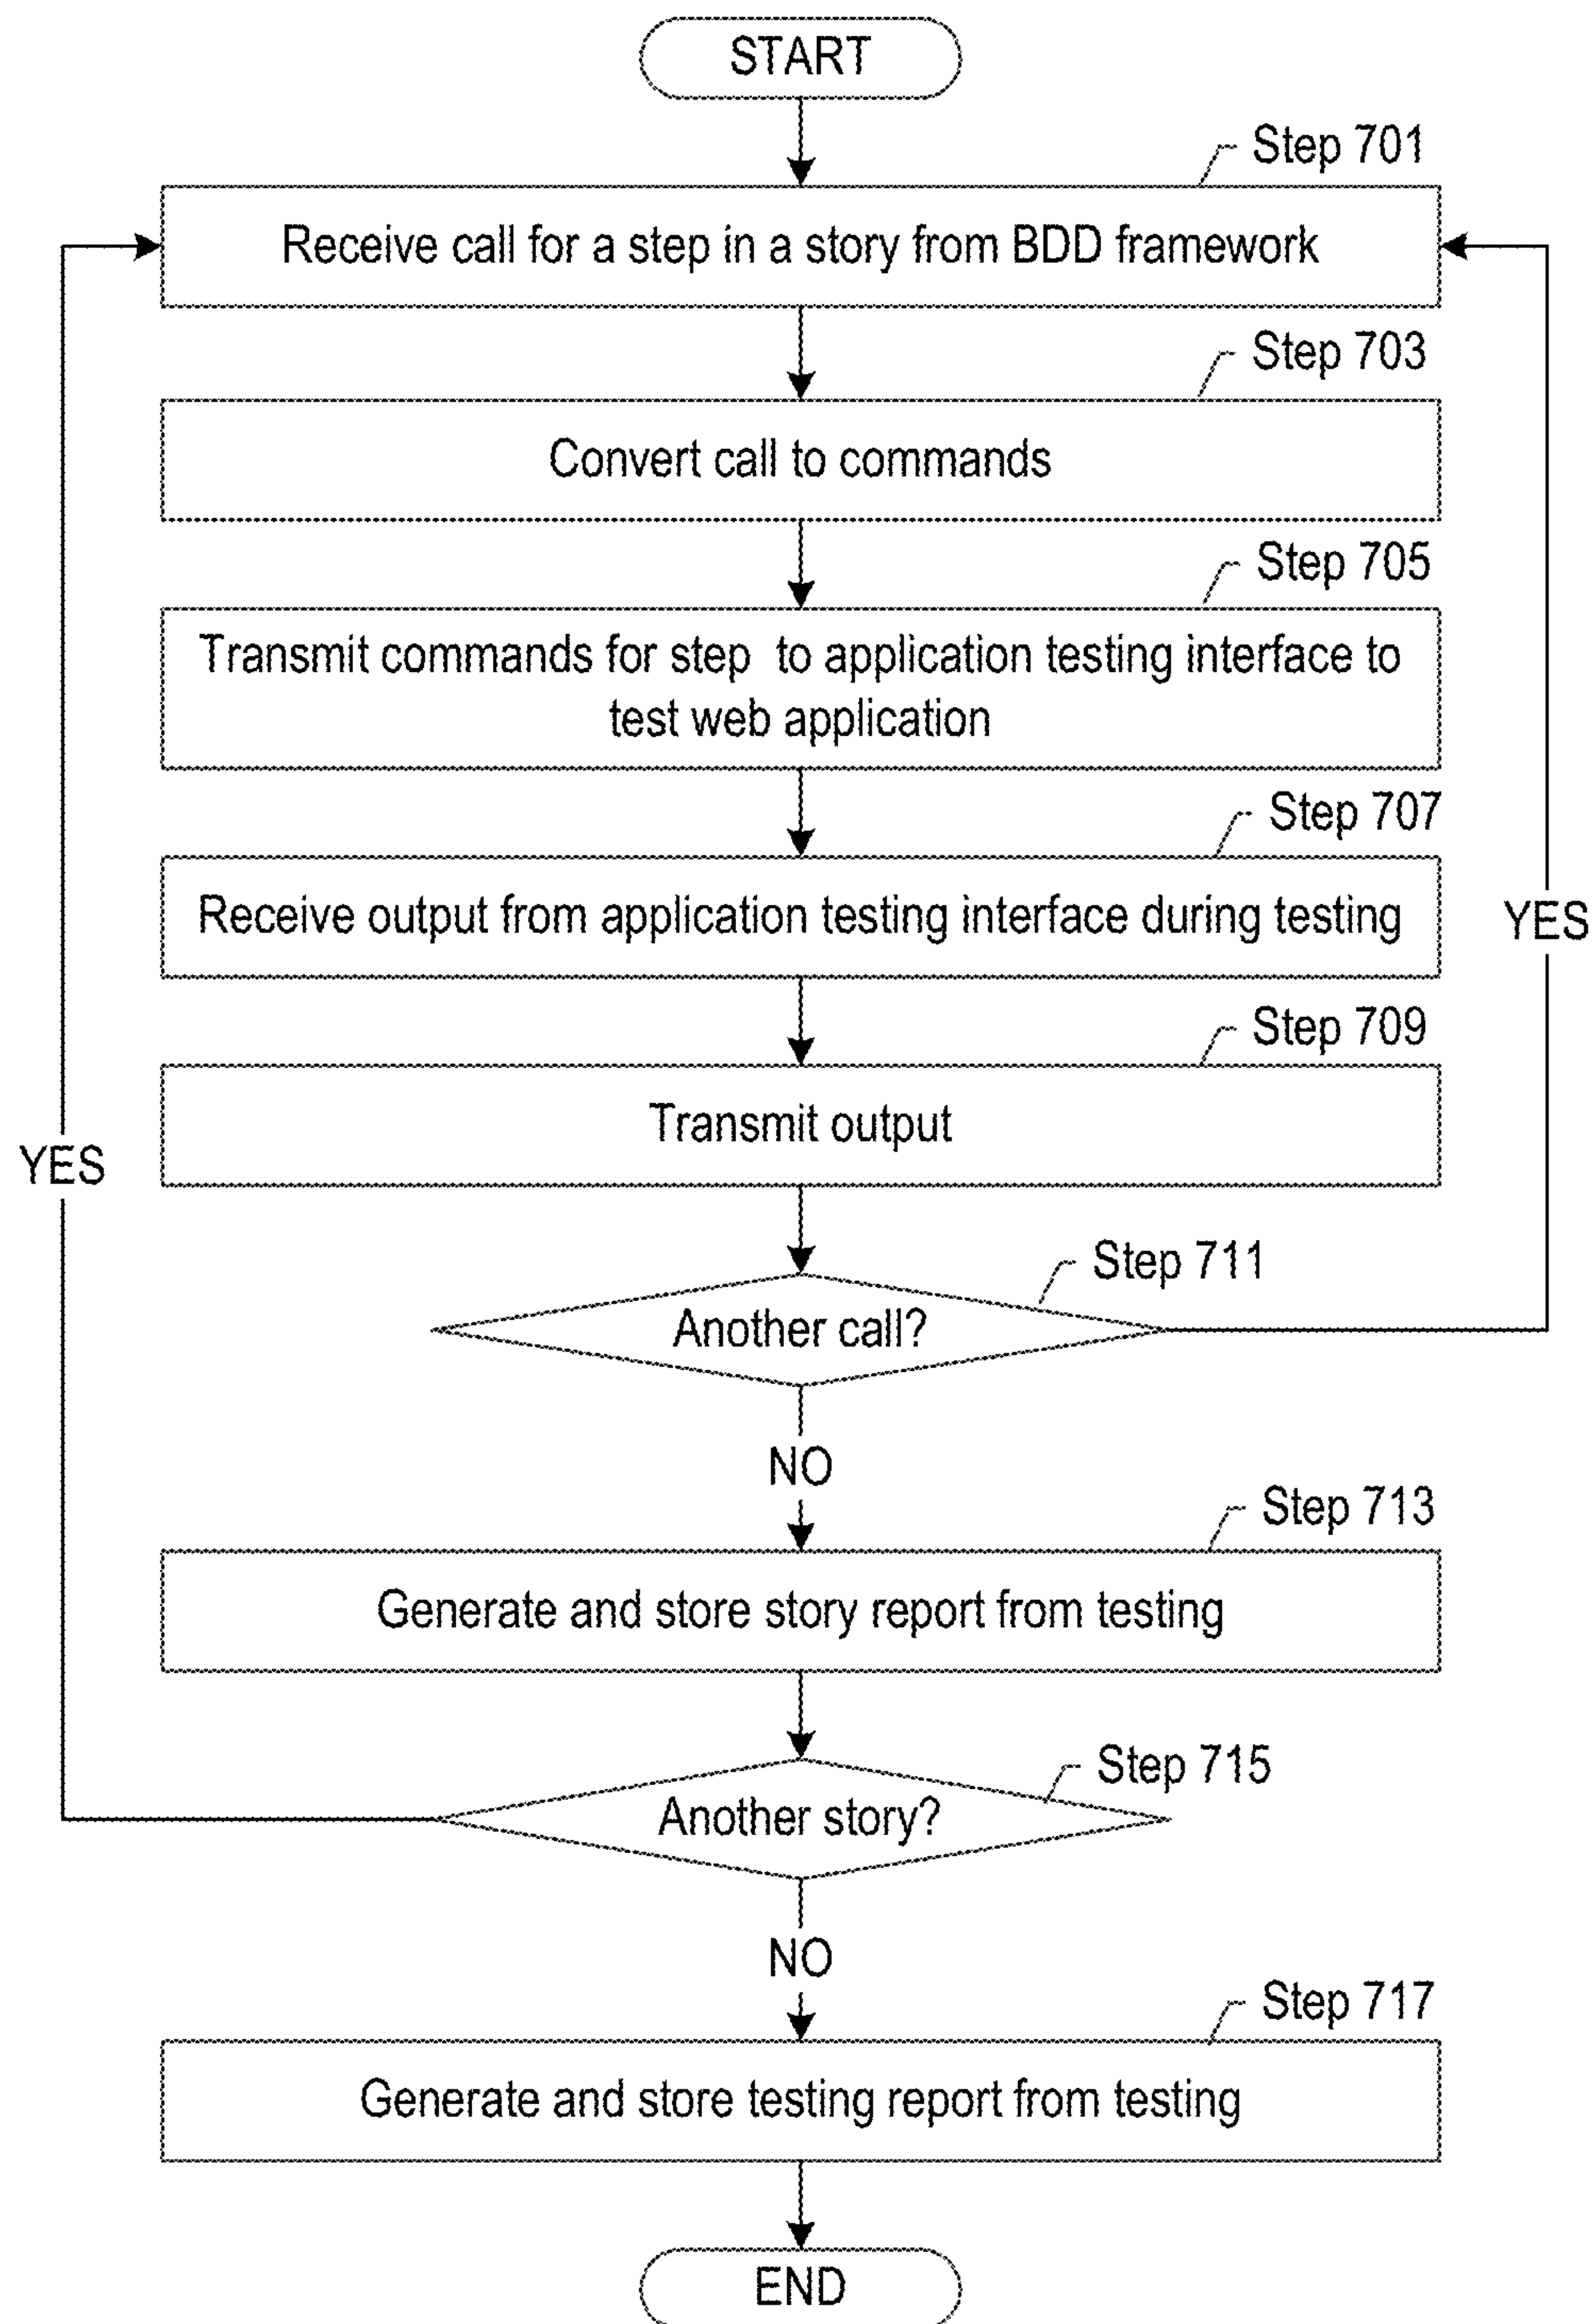 START
Step 701
Receive call for a step in a story from BDD framework
Step 703
Convert call to commands
Step 705
Transmit commands for step to application testing interface to
test web application
Step 707
Receive output from application testing interface during testing
YES
Step 709
Transmit output
YES
Step 711
Another call?
NO
Step 713
Generate and store story report from testing
Step 715
Another story?
NO
Step 717
Generate and store testing report from testing
END